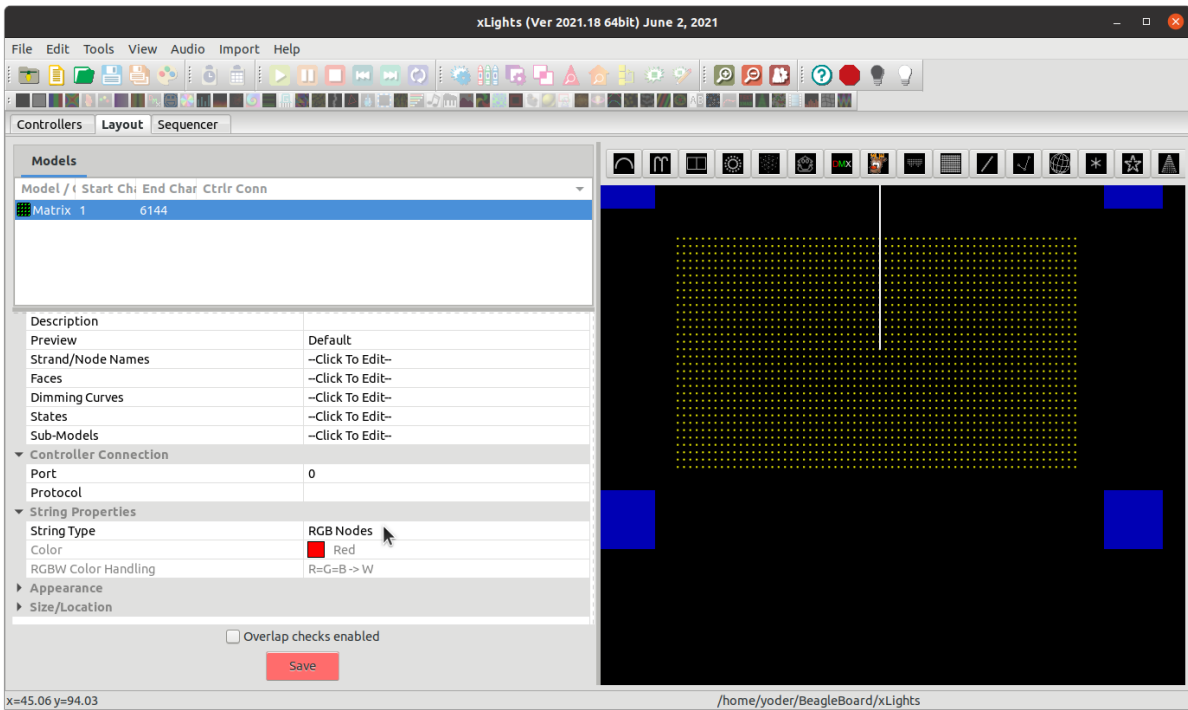 xLights (Ver 2021.18 64bit) June 2, 2021
File Edit Tools View Audio Import Help
Controllers Layout Sequencer
Models
Model / ( Start Cha End Char Ctrlr Conn
Matrix 1 6144
Description
Preview Default
Strand/Node Names --Click To Edit--
Faces --Click To Edit--
Dimming Curves --Click To Edit--
States --Click To Edit--
Sub-Models --Click To Edit--
Controller Connection
Port 0
Protocol
String Properties
String Type RGB Nodes
Color Red
RGBW Color Handling R=G=B -> W
Appearance
Size/Location
Overlap checks enabled
Save
DMX
x=45.06 y=94.03 /home/yoder/BeagleBoard/xLights